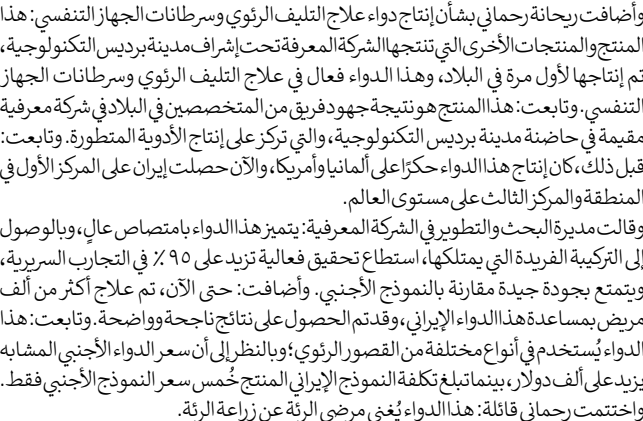 وأضافت ريحانة رحماني بشأن إنتاج دواء علاج التليف الرئوي وسرطانات الجهاز التنفسي: هذا
المنتج والمنتجات الأخرى التي تنتجها الشركة المعرفة تحت إشراف مدينة برديس التكنولوجية،
تم إنتاجها لأول مرة في البلاد، وهذا الدواء فعال في علاج التليف الرئوي وسرطانات الجهاز
التنفسي. وتابعت: هذا المنتج هو نتيجة جهود فريق من المتخصصين في البلاد في شركة معرفية
مقيمة في حاضنة مدينة برديس التكنولوجية، والتي تركز على إنتاج الأدوية المتطورة. وتابعت:
قبل ذلك، كان إنتاج هذا الدواء حكرًا على ألمانيا وأمريكا، والآن حصلت إيران على المركز الأول في
المنطقة والمركز الثالث على مستوى العالم.
وقالت مديرة البحث والتطوير في الشركة المعرفية: يتميز هذا الدواء بامتصاص عالٍ، وبالوصول
إلى التركيبة الفريدة التي يمتلكها، استطاع تحقيق فعالية تزيد على ٩٥ ٪ في التجارب السريرية،
ويتمتع بجودة جيدة مقارنة بالنموذج الأجنبي. وأضافت: حتى الآن، تم علاج أكثر من ألف
مريض بمساعدة هذا الدواء الإيراني، وقد تم الحصول على نتائج ناجحة وواضحة. وتابعت: هذا
الدواء يُستخدم في أنواع مختلفة من القصور الرئوي؛ وبالنظر إلى أن سعر الدواء الأجنبي المشابه
يزيد على ألف دولار، بينما تبلغ تكلفة النموذج الإيراني المنتج خُمس سعر النموذج الأجنبي فقط.
واختتمت رحماني قائلة: هذا الدواء يُغني مرضى الرئة عن زراعة الرئة.